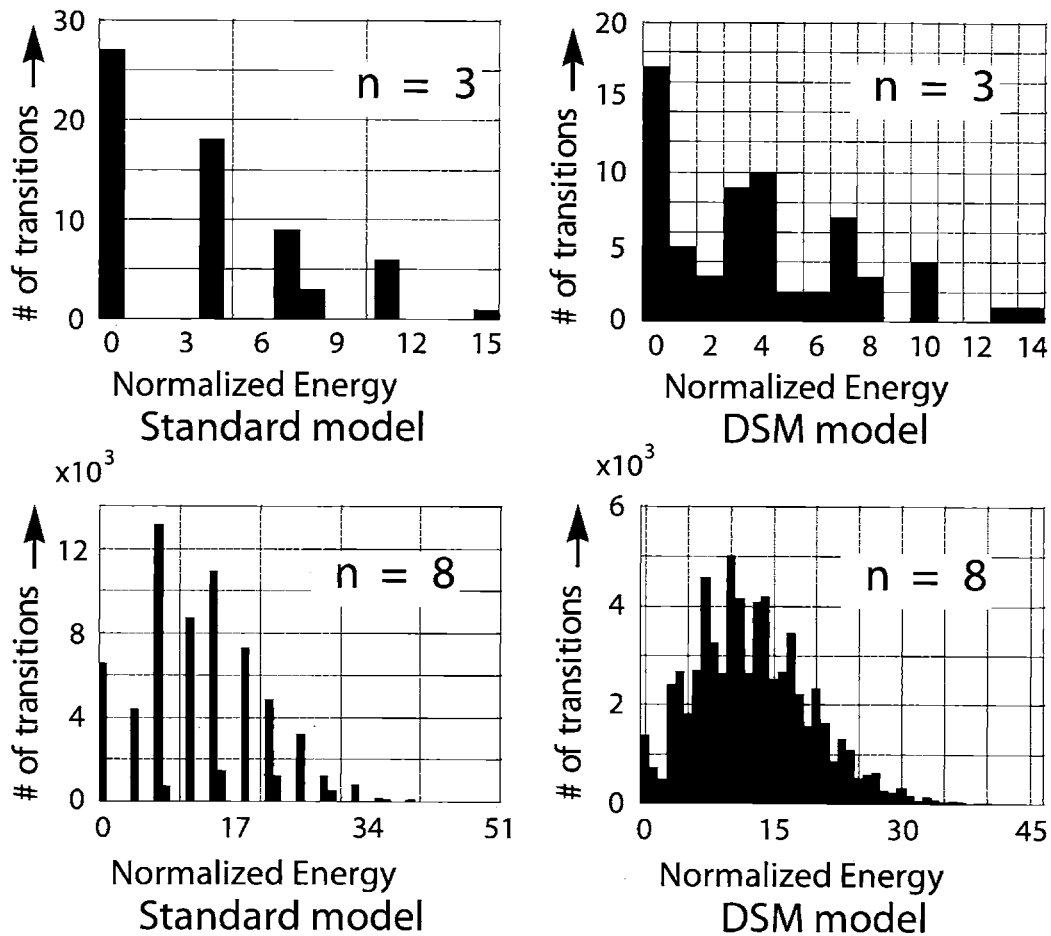 30
20
10
0
# of transitions
n = 3
0 3 6 9 12 15
Normalized Energy
Standard model
20
15
10
5
0
# of transitions
n = 3
0 2 4 6 8 10 12 14
Normalized Energy
DSM model
x10³
12
8
4
0
# of transitions
n = 8
0 17 34 51
Normalized Energy
Standard model
x10³
6
4
2
0
# of transitions
n = 8
0 15 30 45
Normalized Energy
DSM model